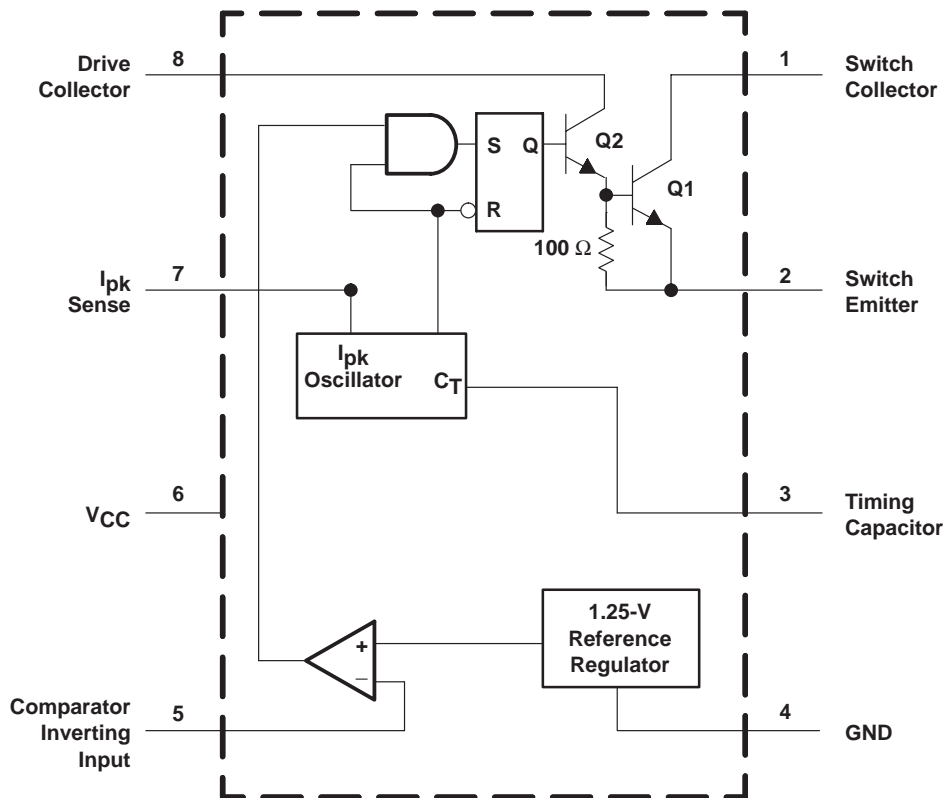 Drive
Collector
8
1
Switch
Collector
S
Q
R
Q2
Q1
100 Ω
Ipk
Sense
7
2
Switch
Emitter
Ipk
Oscillator
CT
6
VCC
3
Timing
Capacitor
1.25-V
Reference
Regulator
+
–
Comparator
Inverting
Input
5
4
GND